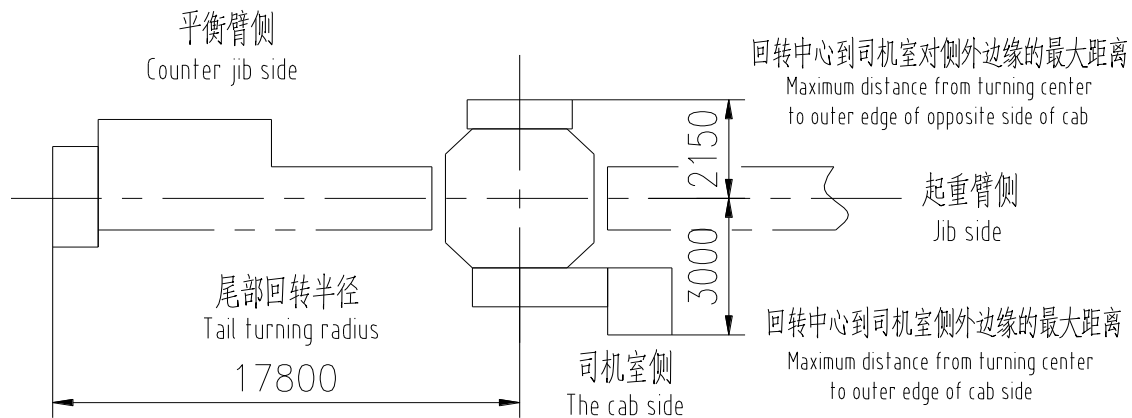 平衡臂侧
Counter jib side
回转中心到司机室对侧外边缘的最大距离
Maximum distance from turning center
to outer edge of opposite side of cab
2150
起重臂侧
Jib side
3000
尾部回转半径
Tail turning radius
17800
司机室侧
The cab side
回转中心到司机室侧外边缘的最大距离
Maximum distance from turning center
to outer edge of cab side